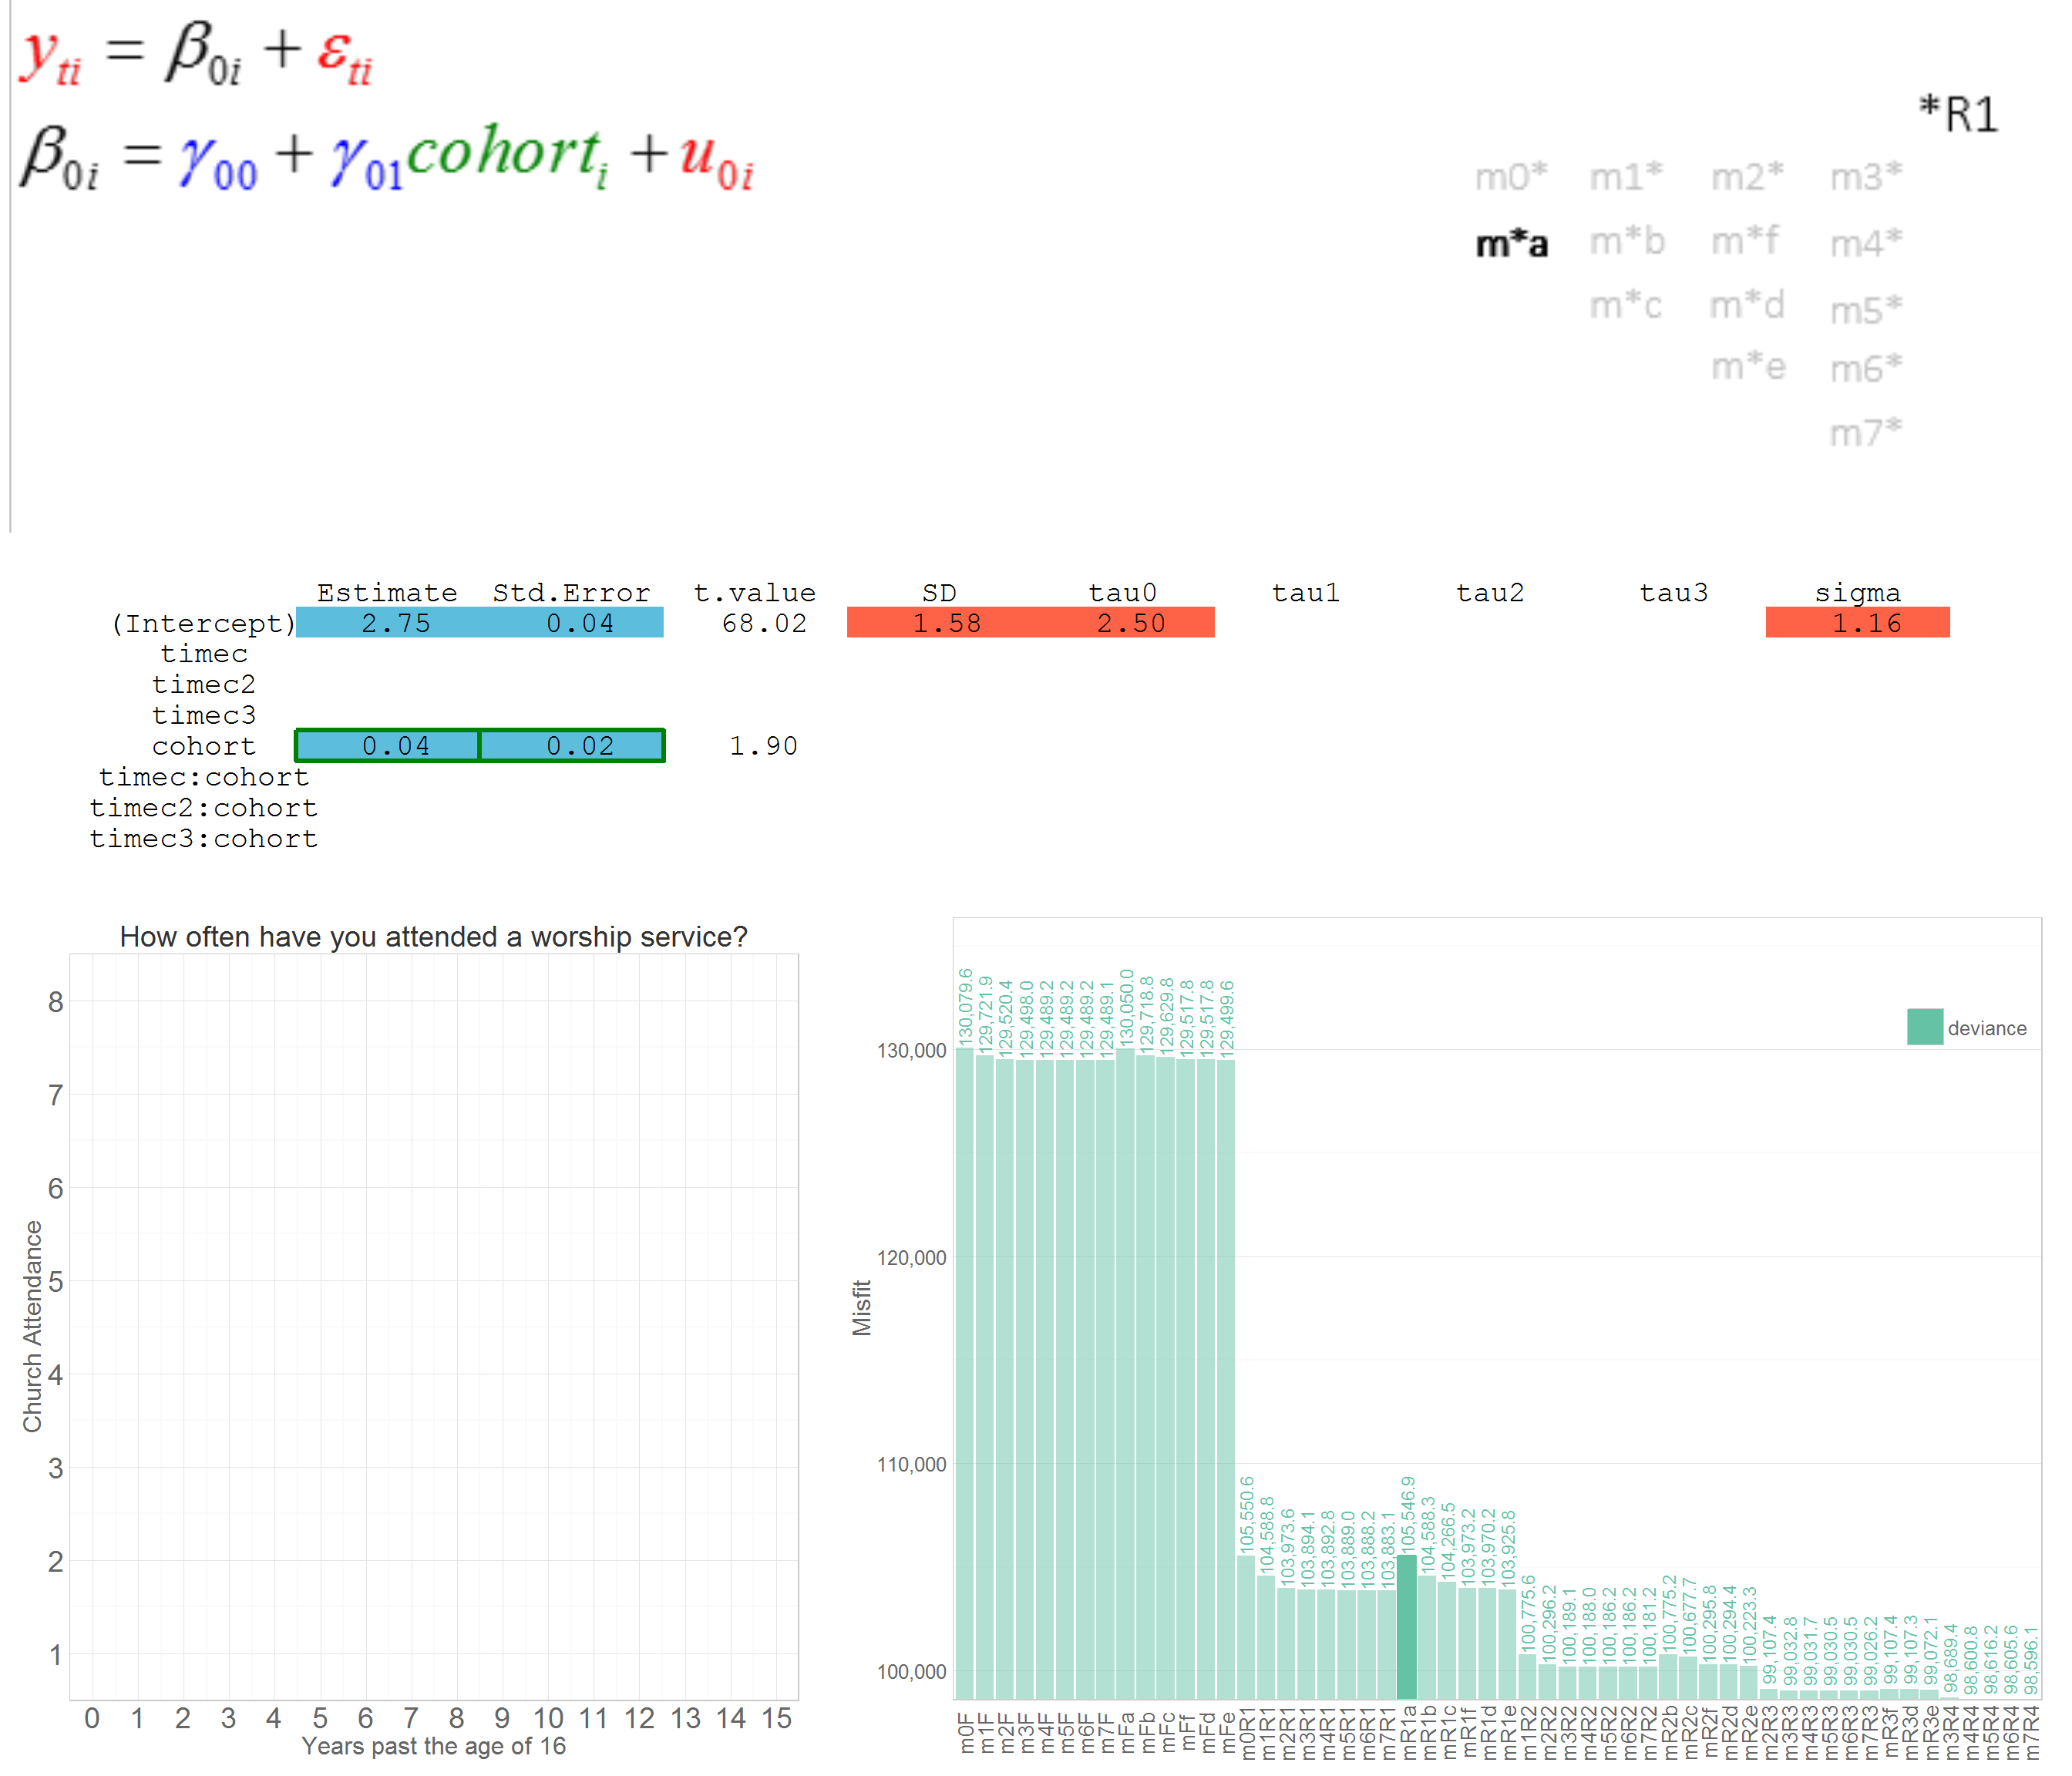 yti = β0i + εti
β0i = γ00 + γ01cohorti + u0i
*R1
m0* m1* m2* m3*
m*a m*b m*f m4*
m*c m*d m5*
m*e m6*
m7*
Estimate Std.Error t.value SD tau0 tau1 tau2 tau3 sigma
(Intercept) 2.75 0.04 68.02 1.58 2.50 1.16
timec
timec2
timec3
cohort 0.04 0.02 1.90
timec:cohort
timec2:cohort
timec3:cohort
How often have you attended a worship service?
Church Attendance
8
7
6
5
4
3
2
1
0 1 2 3 4 5 6 7 8 9 10 11 12 13 14 15
Years past the age of 16
Misfit
130,000
120,000
110,000
100,000
deviance
130,079.6 129,721.9 129,520.4 129,498.0 129,489.2 129,489.2 129,489.2 129,489.1 130,050.0 129,718.8 129,629.8 129,517.8 129,517.8 129,499.6 105,550.6 104,588.8 103,973.6 103,894.1 103,892.8 103,889.0 103,888.2 103,883.1 105,546.9 104,588.3 104,266.5 103,973.2 103,970.2 103,925.8 100,775.6 100,296.2 100,189.1 100,188.0 100,186.2 100,186.2 100,181.2 100,775.2 100,677.7 100,295.8 100,294.4 100,223.3 99,107.4 99,032.8 99,031.7 99,030.5 99,030.5 99,026.2 99,107.4 99,107.3 99,072.1 98,689.4 98,600.8 98,616.2 98,605.6 98,596.1
m0F m1F m2F m3F m4F m5F m6F m7F mFa mFb mFc mFf mFd mFe m0R1 m1R1 m2R1 m3R1 m4R1 m5R1 m6R1 m7R1 mR1a mR1b mR1c mR1f mR1d mR1e m1R2 m2R2 m3R2 m4R2 m5R2 m6R2 m7R2 mR2b mR2c mR2f mR2d mR2e m2R3 m3R3 m4R3 m5R3 m6R3 m7R3 mR3f mR3d mR3e m3R4 m4R4 m5R4 m6R4 m7R4